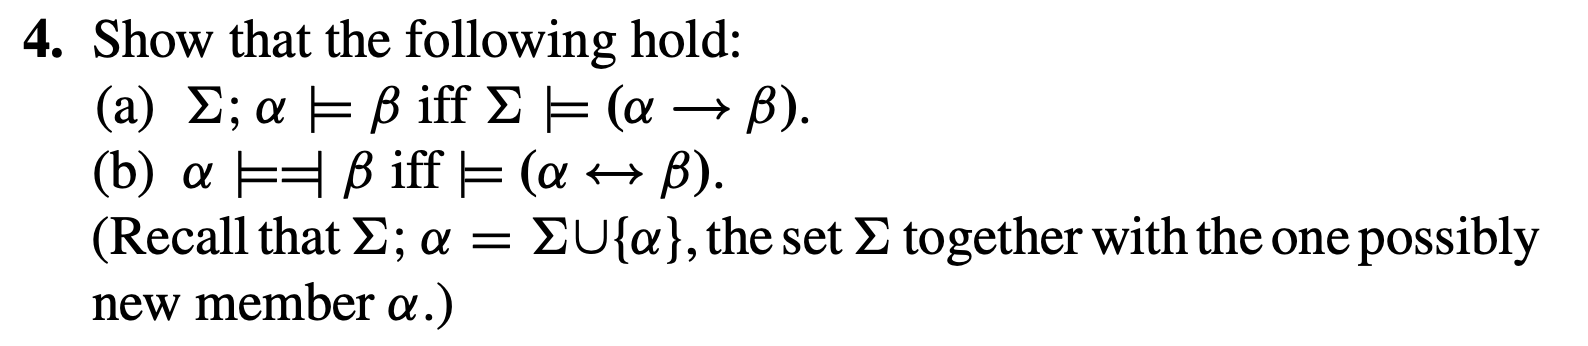 4. Show that the following hold:
(a) Σ; α ⊨ β iff Σ ⊨ (α → β).
(b) α ⊨⫤ β iff ⊨ (α ↔ β).
(Recall that Σ; α = Σ∪{α}, the set Σ together with the one possibly
new member α.)